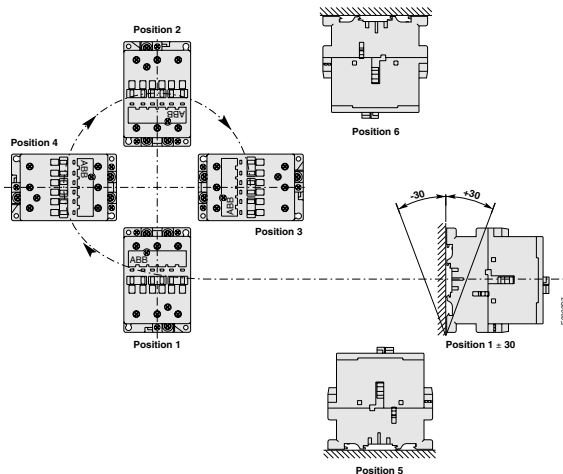 Position 2
ABB
Position 6
Position 4
ABB
ABB
Position 3
-30
+30
ABB
Position 1
Position 1 ± 30
Position 5